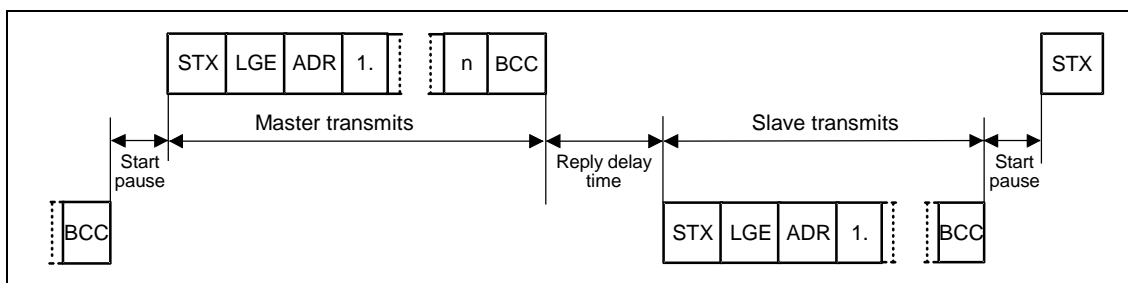 STX LGE ADR 1. n BCC STX
Master transmits Slave transmits
Start pause Reply delay time Start pause
BCC STX LGE ADR 1. BCC